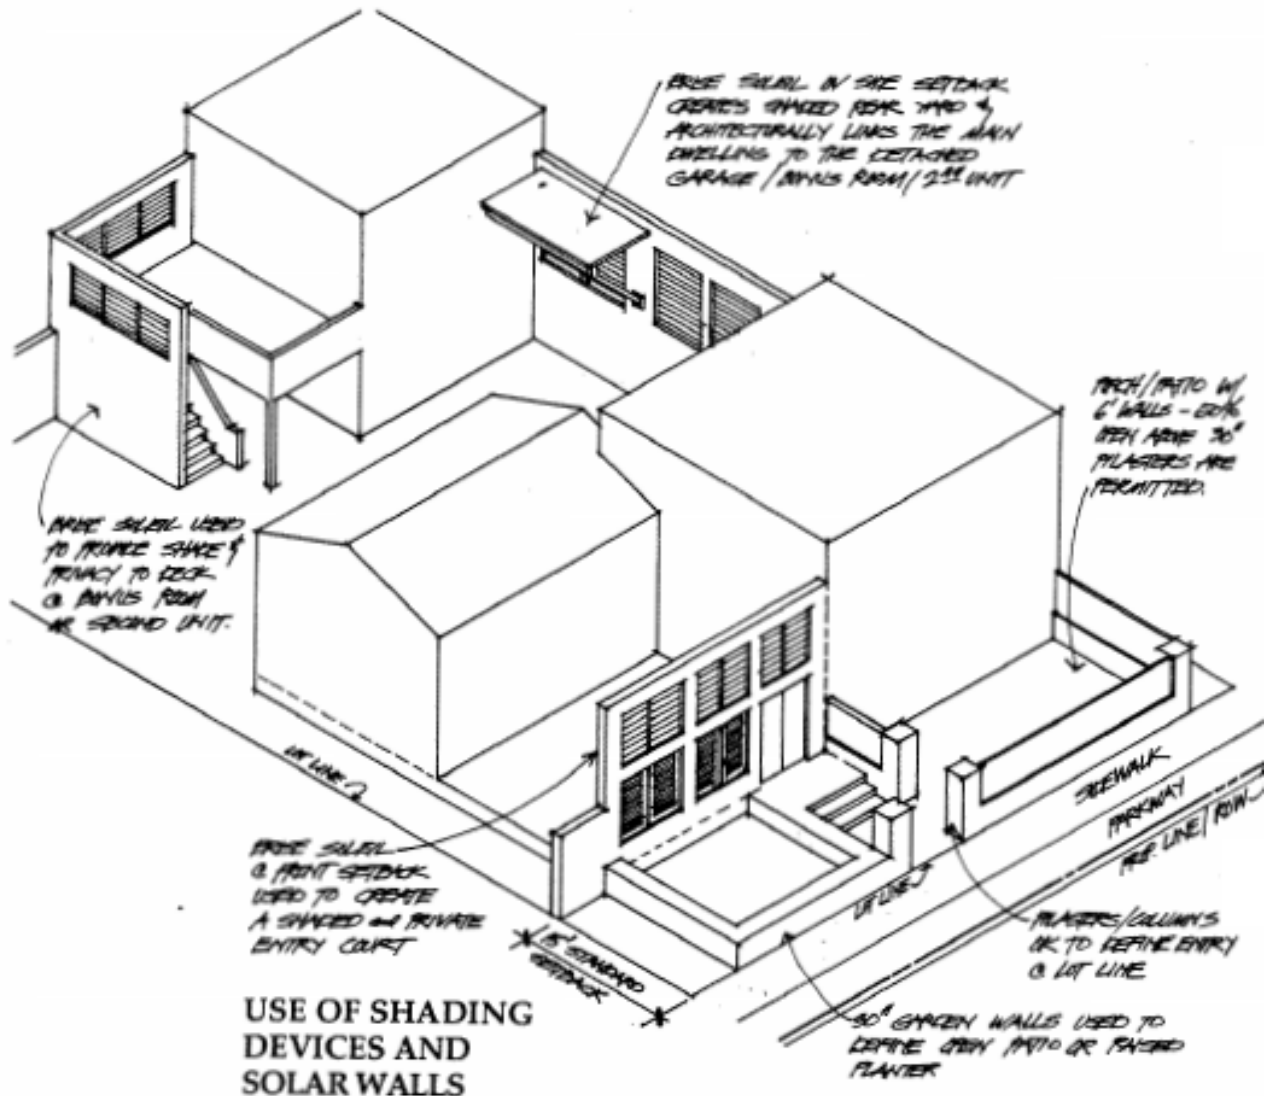 BRISE SOLEIL IN SIDE SETBACK
CREATES SHADED REAR YARD &
ARCHITECTURALLY LINKS THE MAIN
DWELLING TO THE DETACHED
GARAGE / BONUS ROOM / 2ND UNIT
PORCH/PATIO W/
6' WALLS - 50%
OPEN ABOVE 30"
PILASTERS ARE
PERMITTED.
BRISE SOLEIL USED
TO PROVIDE SHADE &
PRIVACY TO DECK
@ BONUS ROOM
OR SECOND UNIT.
LOT LINE
SIDEWALK
PARKWAY
PROP. LINE / ROW
BRISE SOLEIL
@ FRONT SETBACK
USED TO CREATE
A SHADED and PRIVATE
ENTRY COURT
LOT LINE
PILASTERS/COLUMNS
OK TO DEFINE ENTRY
@ LOT LINE
15' STANDARD
SETBACK
30" GARDEN WALLS USED TO
DEFINE OPEN PATIO OR RAISED
PLANTER
USE OF SHADING
DEVICES AND
SOLAR WALLS